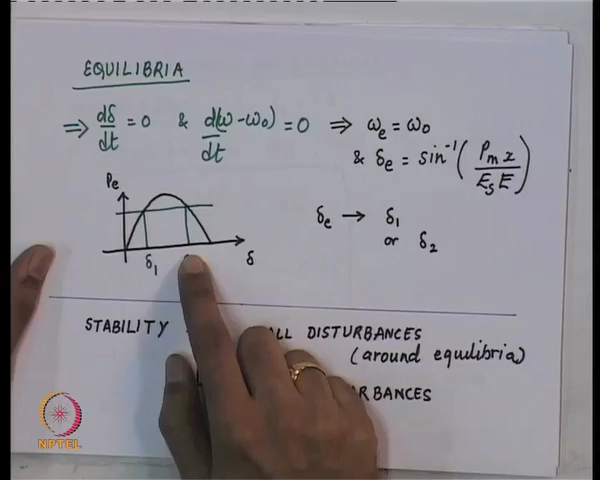 EQUILIBRIA
⇒ dδ/dt = 0 & d(ω-ω₀)/dt = 0 ⇒ ωe = ω₀
& δe = sin⁻¹ (Pm x / Es E)
Pe
δe → δ₁
or δ₂
δ₁ δ
STABILITY ALL DISTURBANCES
(around equilibria)
RBANCES
NPTEL